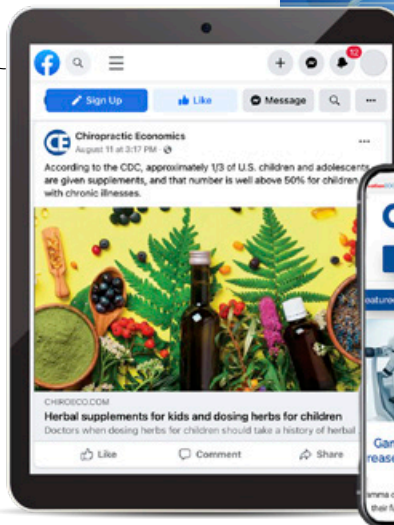 12
Sign Up
Like
Message
CE
Chiropractic Economics
August 11 at 3:17 PM
According to the CDC, approximately 1/3 of U.S. children and adolescents
are given supplements, and that number is well above 50% for children
with chronic illnesses.
CHIROECO.COM
Herbal supplements for kids and dosing herbs for children
Doctors when dosing herbs for children should take a history of herbal
Like
Comment
Share